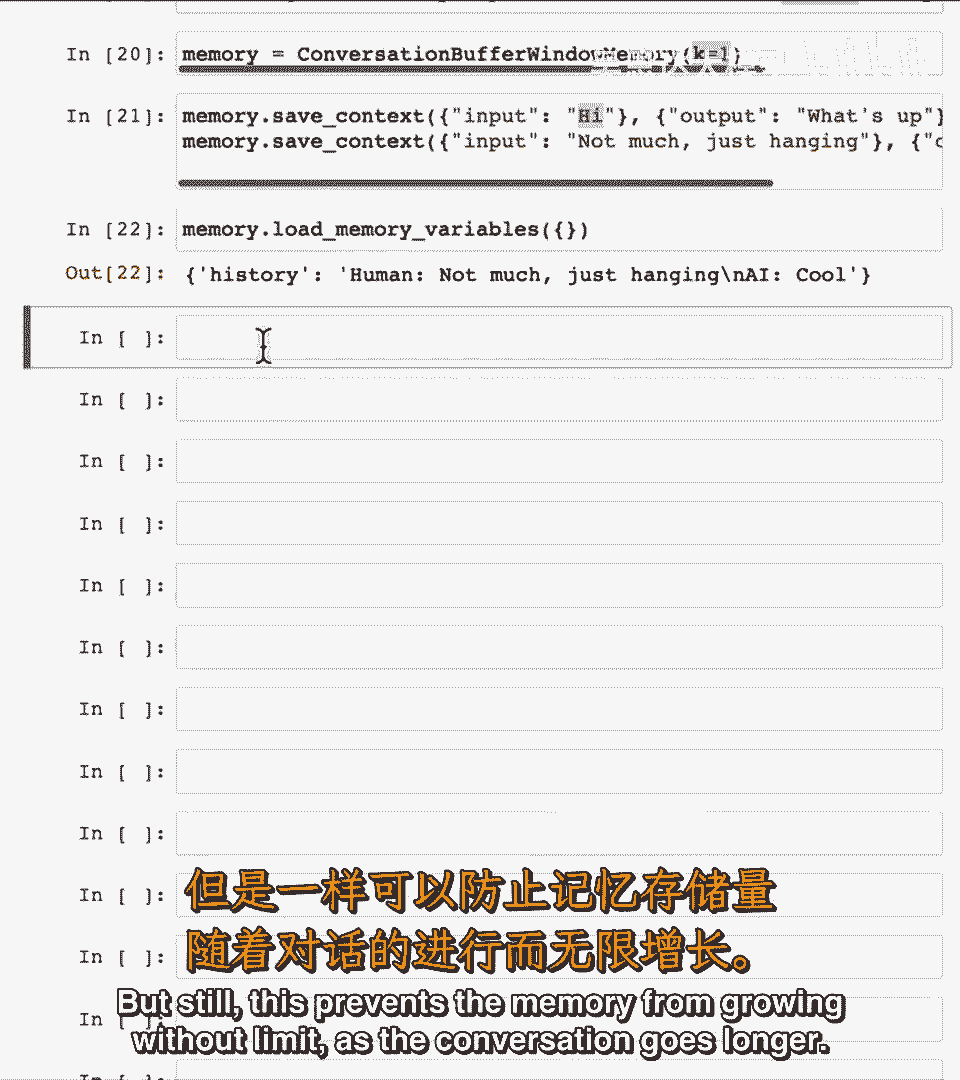 In [20]: memory = ConversationBufferWindowMemory(k=1)
In [21]: memory.save_context({"input": "Hi"}, {"output": "What's up"}
memory.save_context({"input": "Not much, just hanging"}, {"
In [22]: memory.load_memory_variables({})
Out[22]: {'history': 'Human: Not much, just hanging\nAI: Cool'}
In [ ]:
In [ ]:
In [ ]:
In [ ]:
In [ ]:
In [ ]:
In [ ]:
In [ ]:
In [ ]:
In [ ]:
但是一样可以防止记忆存储量
In [ ]:
随着对话的进行而无限增长。
In [ ]:
But still, this prevents the memory from growing
without limit, as the conversation goes longer.